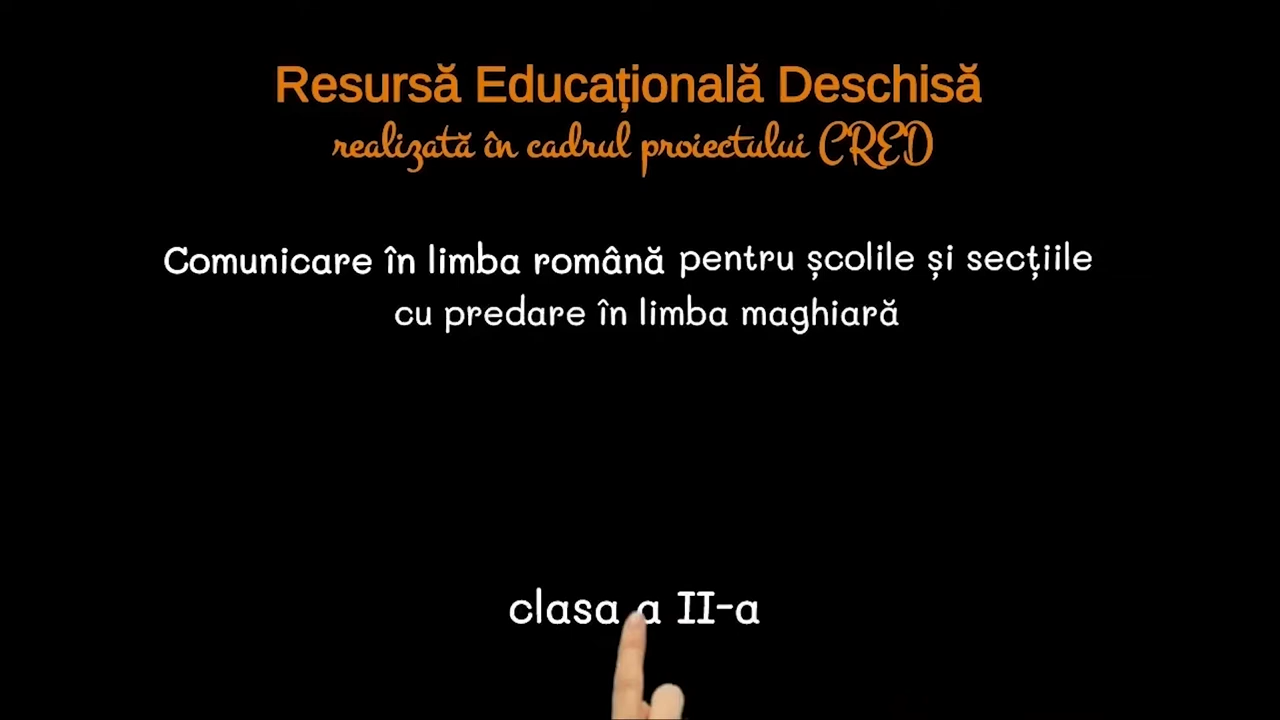 Resursă Educațională Deschisă
realizată în cadrul proiectului CRED
Comunicare în limba română pentru școlile și secțiile
cu predare în limba maghiară
clasa a II-a